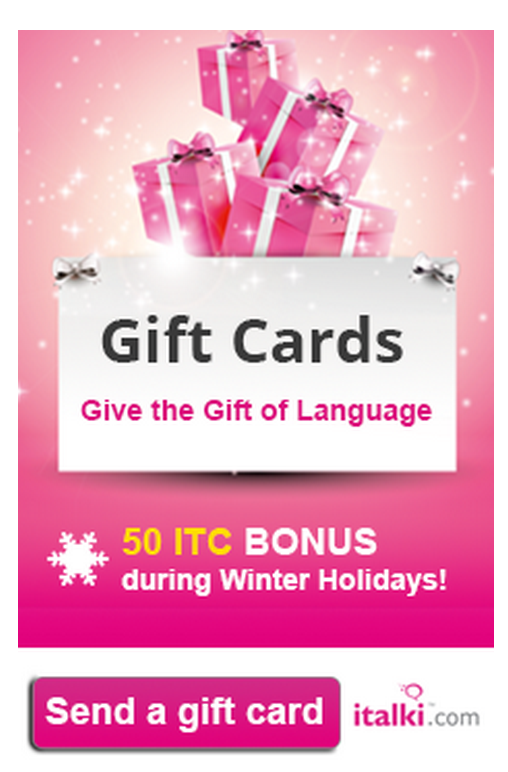 Gift Cards
Give the Gift of Language
50 ITC BONUS
during Winter Holidays!
Send a gift card
italki.com